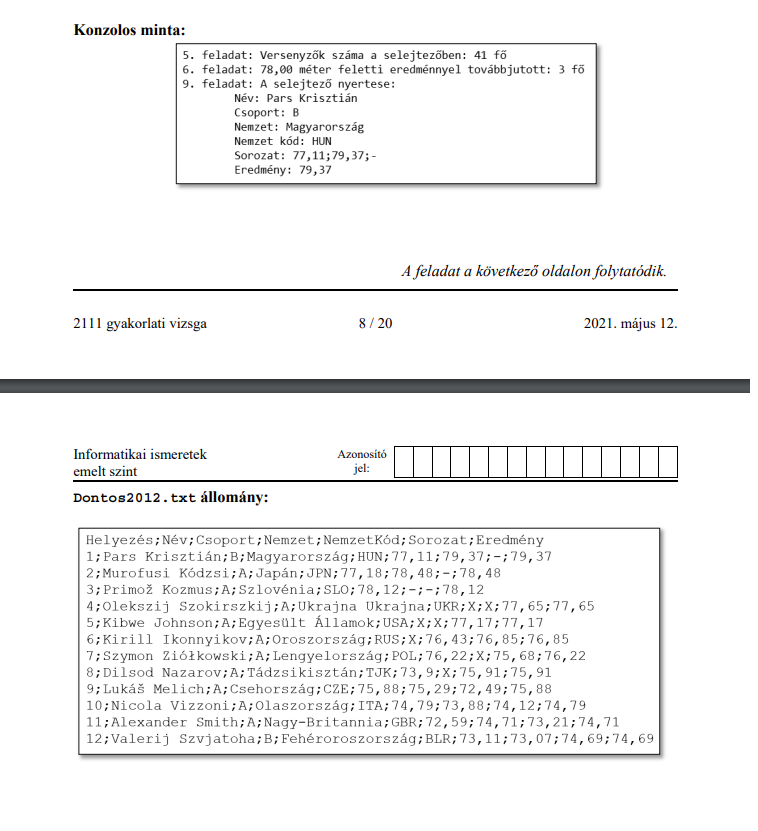 Konzolos minta:
5. feladat: Versenyzők száma a selejtezőben: 41 fő
6. feladat: 78,00 méter feletti eredménnyel továbbjutott: 3 fő
9. feladat: A selejtező nyertese:
Név: Pars Krisztián
Csoport: B
Nemzet: Magyarország
Nemzet kód: HUN
Sorozat: 77,11;79,37;-
Eredmény: 79,37
A feladat a következő oldalon folytatódik.
2111 gyakorlati vizsga 8 / 20 2021. május 12.
Informatikai ismeretek
emelt szint
Azonosító
jel:
Dontos2012.txt állomány:
Helyezés;Név;Csoport;Nemzet;NemzetKód;Sorozat;Eredmény
1;Pars Krisztián;B;Magyarország;HUN;77,11;79,37;-;79,37
2;Murofusi Kódzsi;A;Japán;JPN;77,18;78,48;-;78,48
3;Primož Kozmus;A;Szlovénia;SLO;78,12;-;-;78,12
4;Olekszij Szokirszkij;A;Ukrajna Ukrajna;UKR;X;X;77,65;77,65
5;Kibwe Johnson;A;Egyesült Államok;USA;X;X;77,17;77,17
6;Kirill Ikonnyikov;A;Oroszország;RUS;X;76,43;76,85;76,85
7;Szymon Ziółkowski;A;Lengyelország;POL;76,22;X;75,68;76,22
8;Dilsod Nazarov;A;Tádzsikisztán;TJK;73,9;X;75,91;75,91
9;Lukáš Melich;A;Csehország;CZE;75,88;75,29;72,49;75,88
10;Nicola Vizzoni;A;Olaszország;ITA;74,79;73,88;74,12;74,79
11;Alexander Smith;A;Nagy-Britannia;GBR;72,59;74,71;73,21;74,71
12;Valerij Szvjatoha;B;Fehéroroszország;BLR;73,11;73,07;74,69;74,69